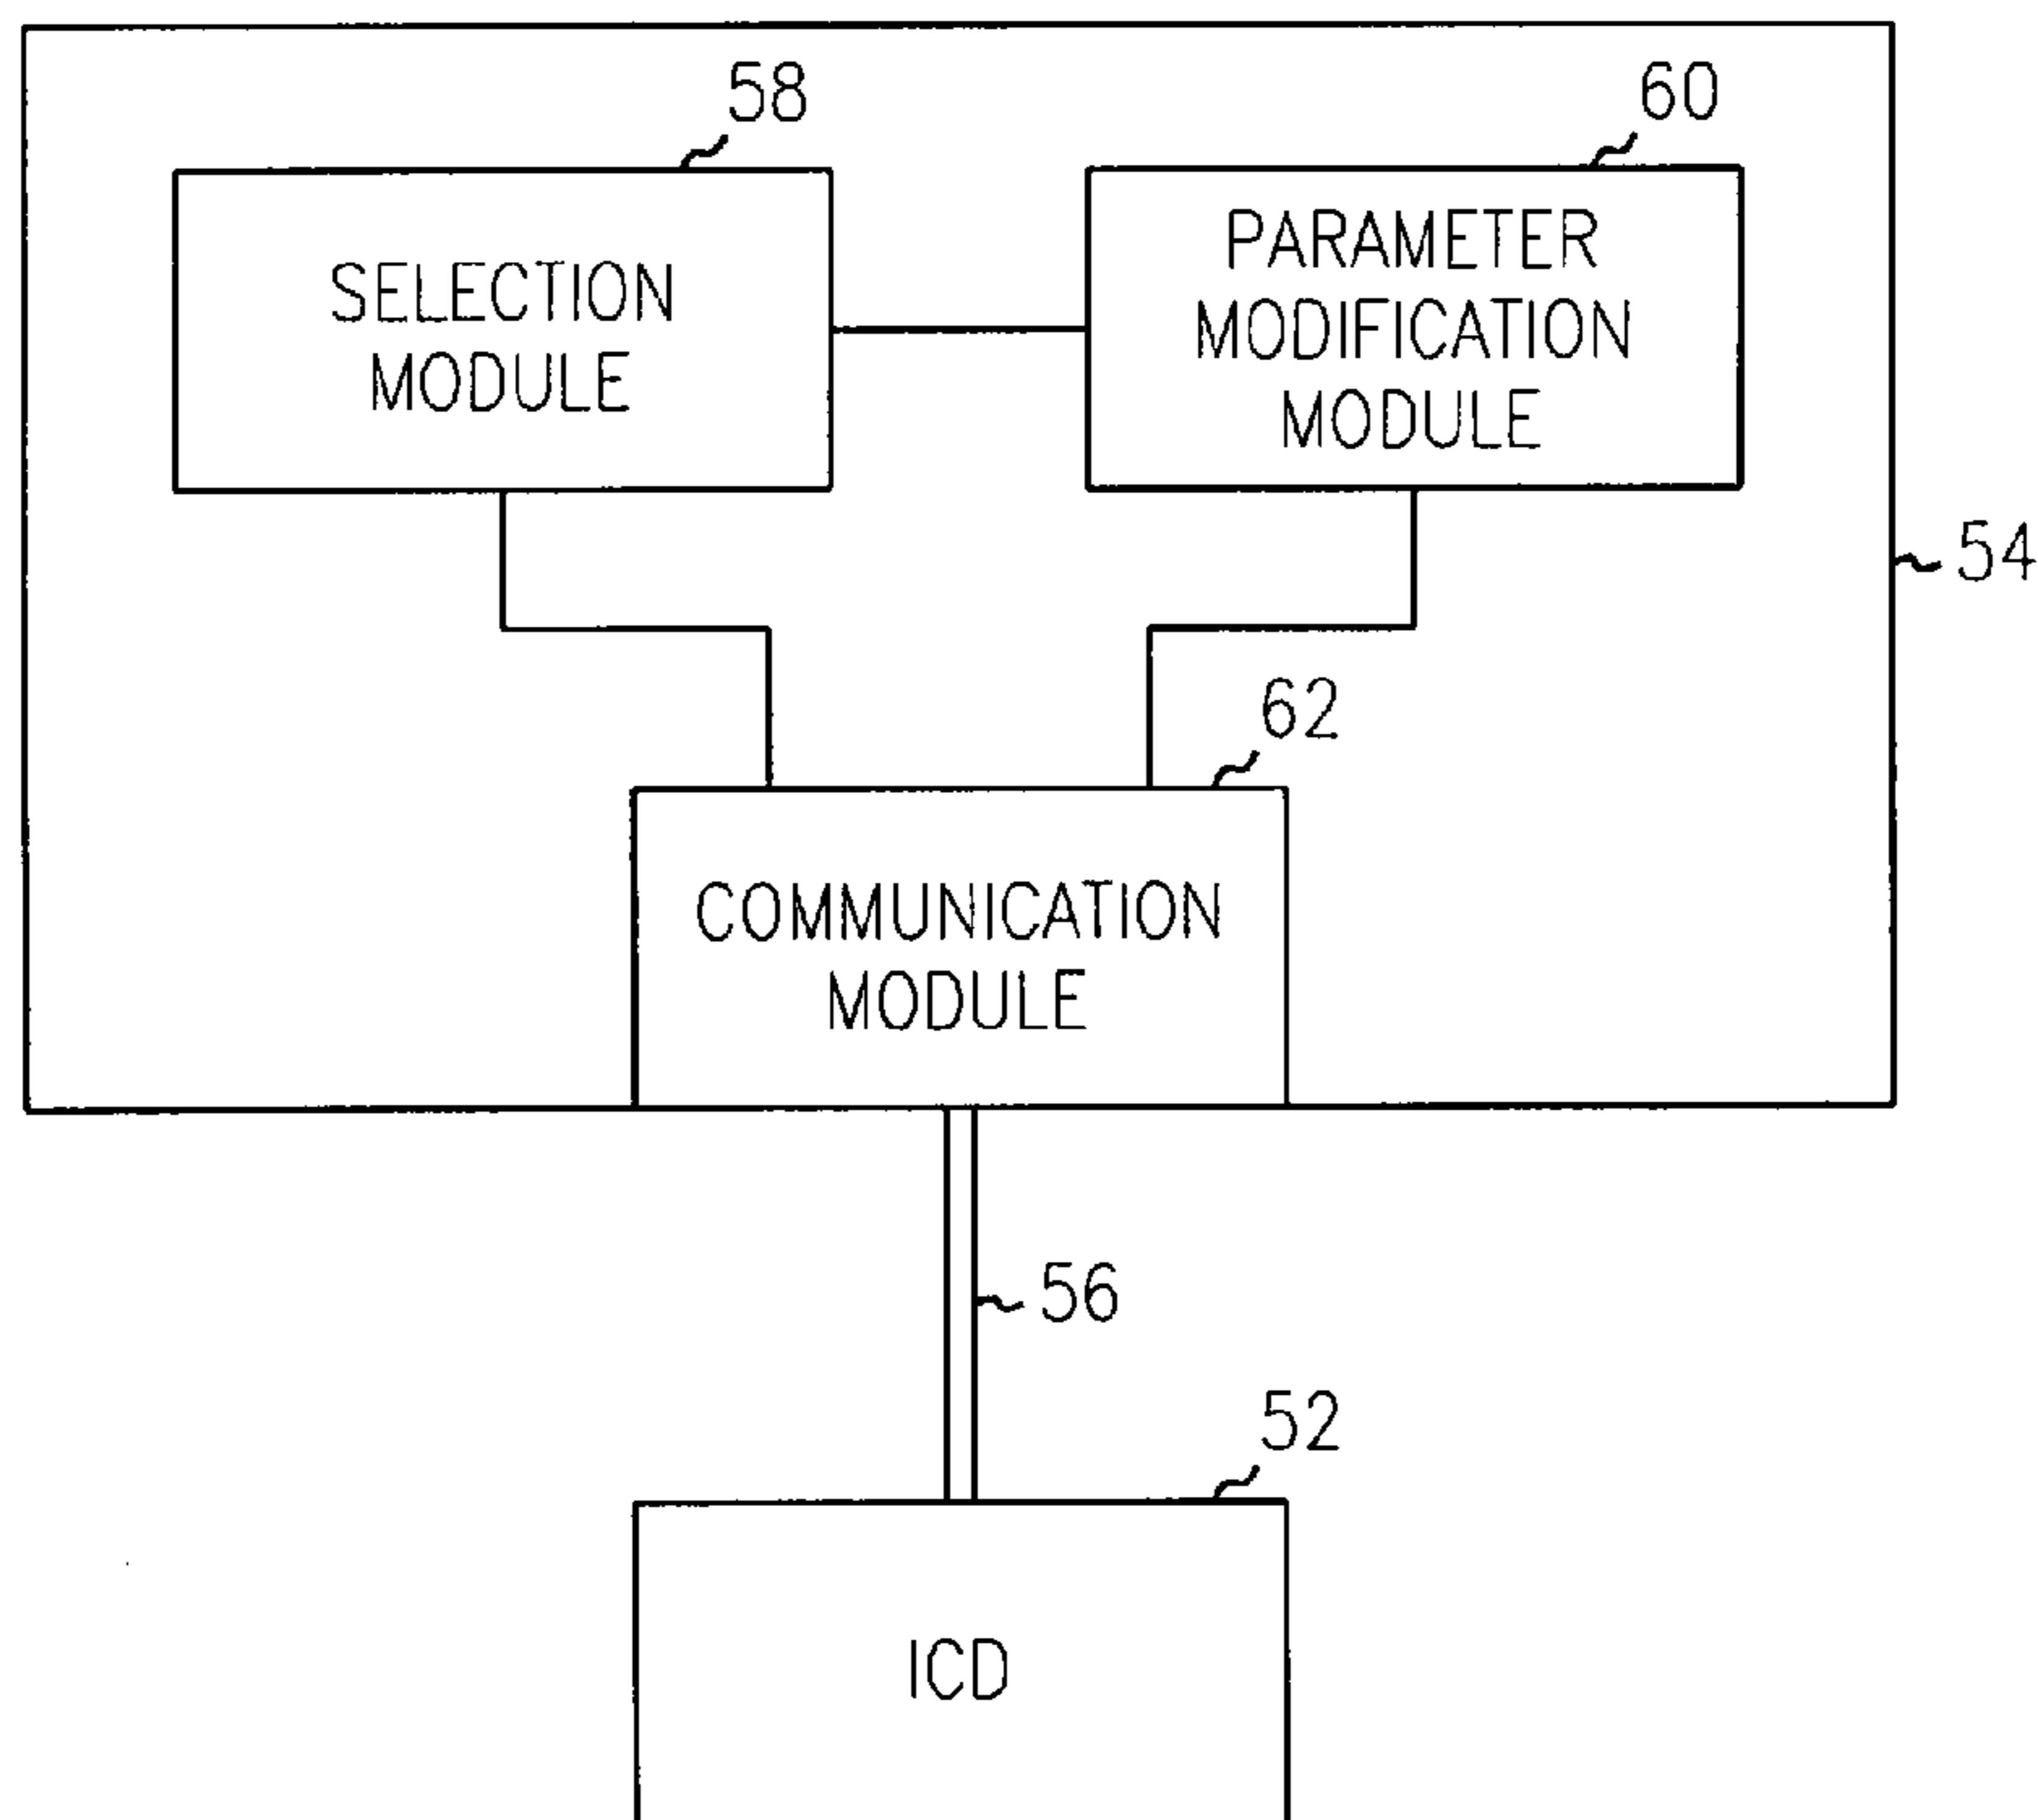 58
60
SELECTION
MODULE
PARAMETER
MODIFICATION
MODULE
54
62
COMMUNICATION
MODULE
56
52
ICD